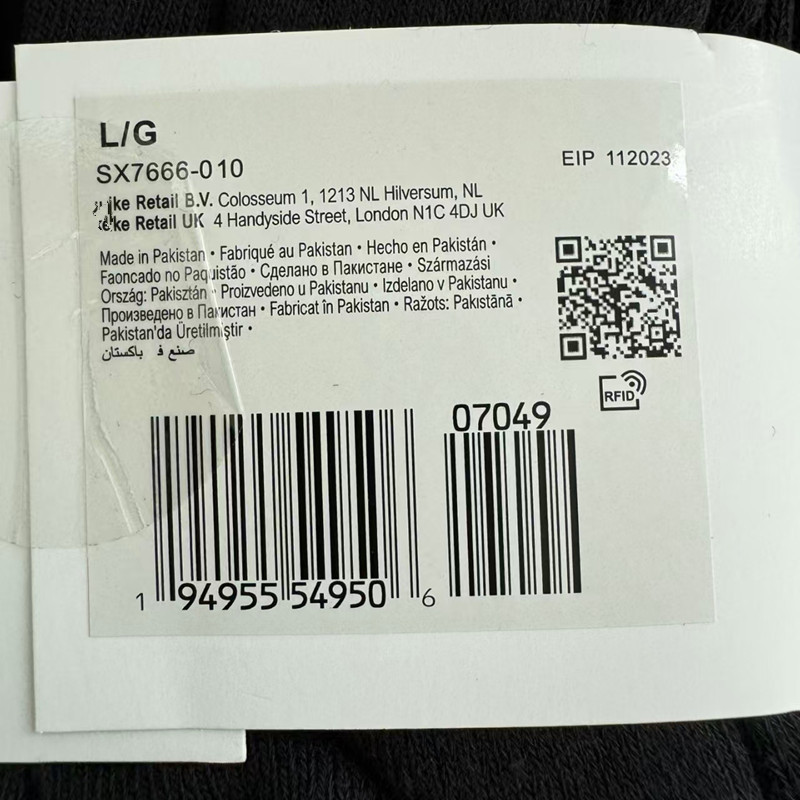 L/G
SX7666-010
EIP 112023
ike Retail B.V. Colosseum 1, 1213 NL Hilversum, NL
ke Retail UK 4 Handyside Street, London N1C 4DJ UK
Made in Pakistan • Fabriqué au Pakistan • Hecho en Pakistán •
Faoncado no Paquistão • Сделано в Пакистане • Származási
Ország: Pakisztán • Proizvedeno u Pakistanu • Izdelano v Pakistanu •
Произведено в Пакистан • Fabricat în Pakistan • Ražots: Pakistānā •
Pakistan'da Üretilmiştir •
صنع ف باكستان
RFID
07049
1 94955 54950 6